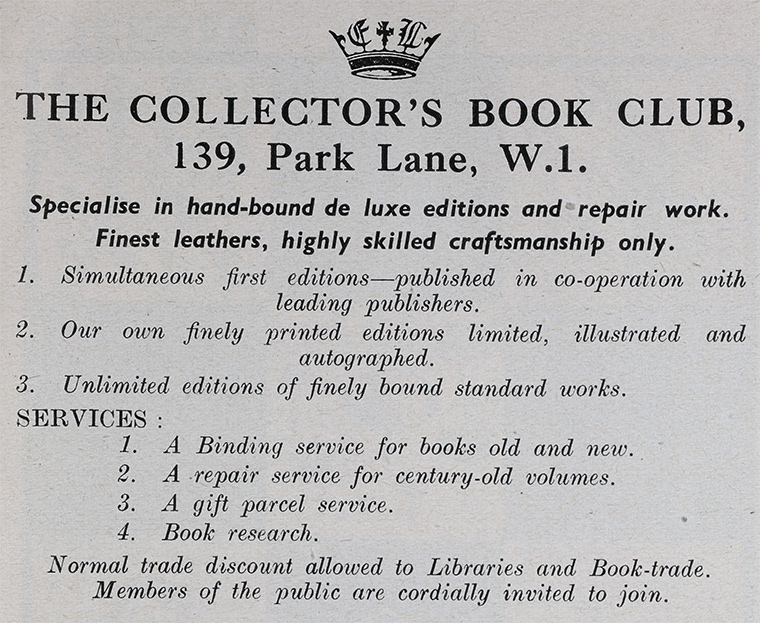 E L
THE COLLECTOR'S BOOK CLUB,
139, Park Lane, W.1.
Specialise in hand-bound de luxe editions and repair work.
Finest leathers, highly skilled craftsmanship only.
1. Simultaneous first editions—published in co-operation with
leading publishers.
2. Our own finely printed editions limited, illustrated and
autographed.
3. Unlimited editions of finely bound standard works.
SERVICES :
1. A Binding service for books old and new.
2. A repair service for century-old volumes.
3. A gift parcel service.
4. Book research.
Normal trade discount allowed to Libraries and Book-trade.
Members of the public are cordially invited to join.